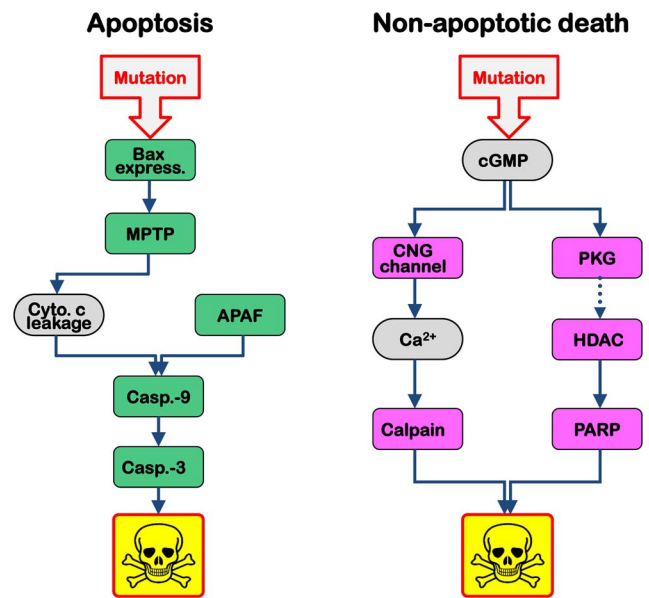 Apoptosis
Mutation
Bax
express.
MPTP
Cyto. c
leakage
APAF
Casp.-9
Casp.-3
Non-apoptotic death
Mutation
cGMP
CNG
channel
PKG
Ca²⁺
HDAC
Calpain
PARP